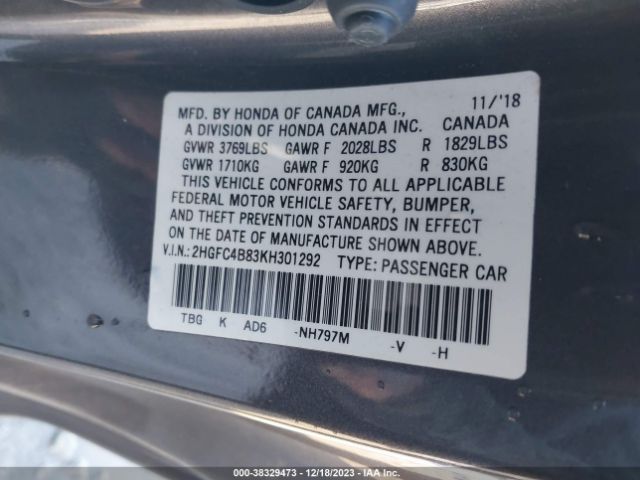 MFD. BY HONDA OF CANADA MFG., 11/'18
A DIVISION OF HONDA CANADA INC. CANADA
GVWR 3769LBS GAWR F 2028LBS R 1829LBS
GVWR 1710KG GAWR F 920KG R 830KG
THIS VEHICLE CONFORMS TO ALL APPLICABLE
FEDERAL MOTOR VEHICLE SAFETY, BUMPER,
AND THEFT PREVENTION STANDARDS IN EFFECT
ON THE DATE OF MANUFACTURE SHOWN ABOVE.
V.I.N.: 2HGFC4B83KH301292 TYPE: PASSENGER CAR
TBG K AD6 -NH797M -V -H
000-38329473 - 12/18/2023 - IAA Inc.